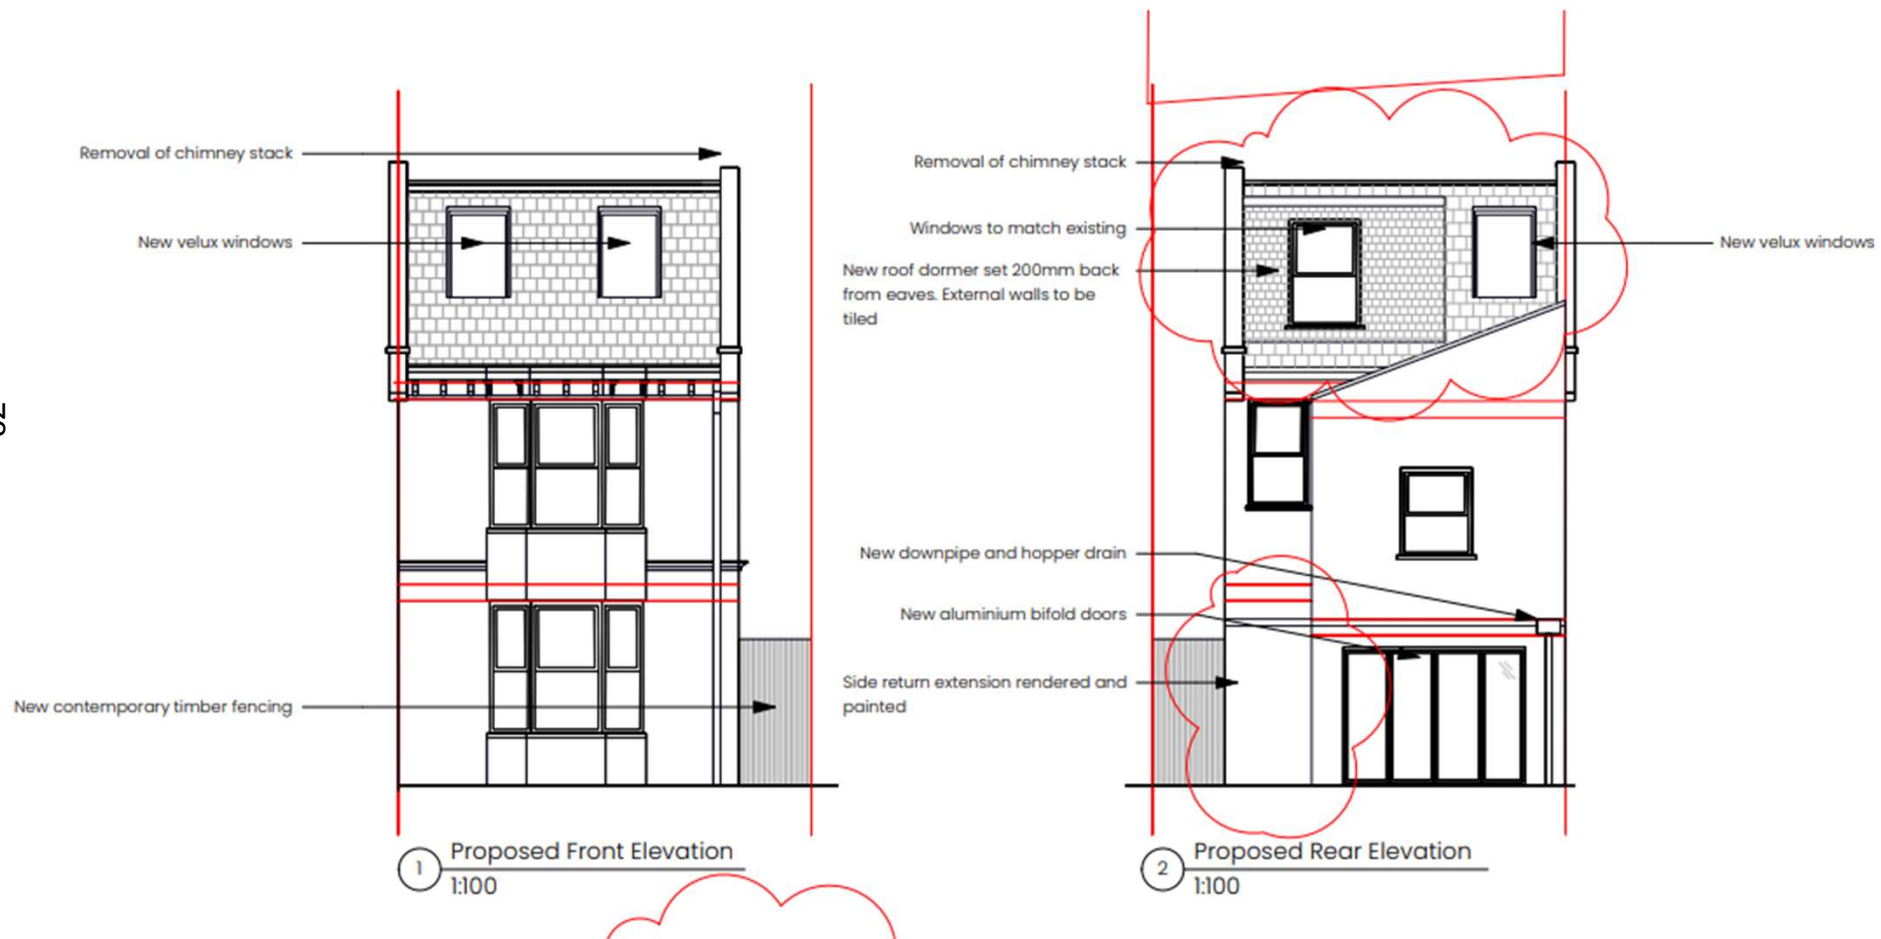 Removal of chimney stack
New velux windows
New contemporary timber fencing
1
Proposed Front Elevation
1:100
Removal of chimney stack
Windows to match existing
New roof dormer set 200mm back
from eaves. External walls to be
tiled
New velux windows
New downpipe and hopper drain
New aluminium bifold doors
Side return extension rendered and
painted
2
Proposed Rear Elevation
1:100